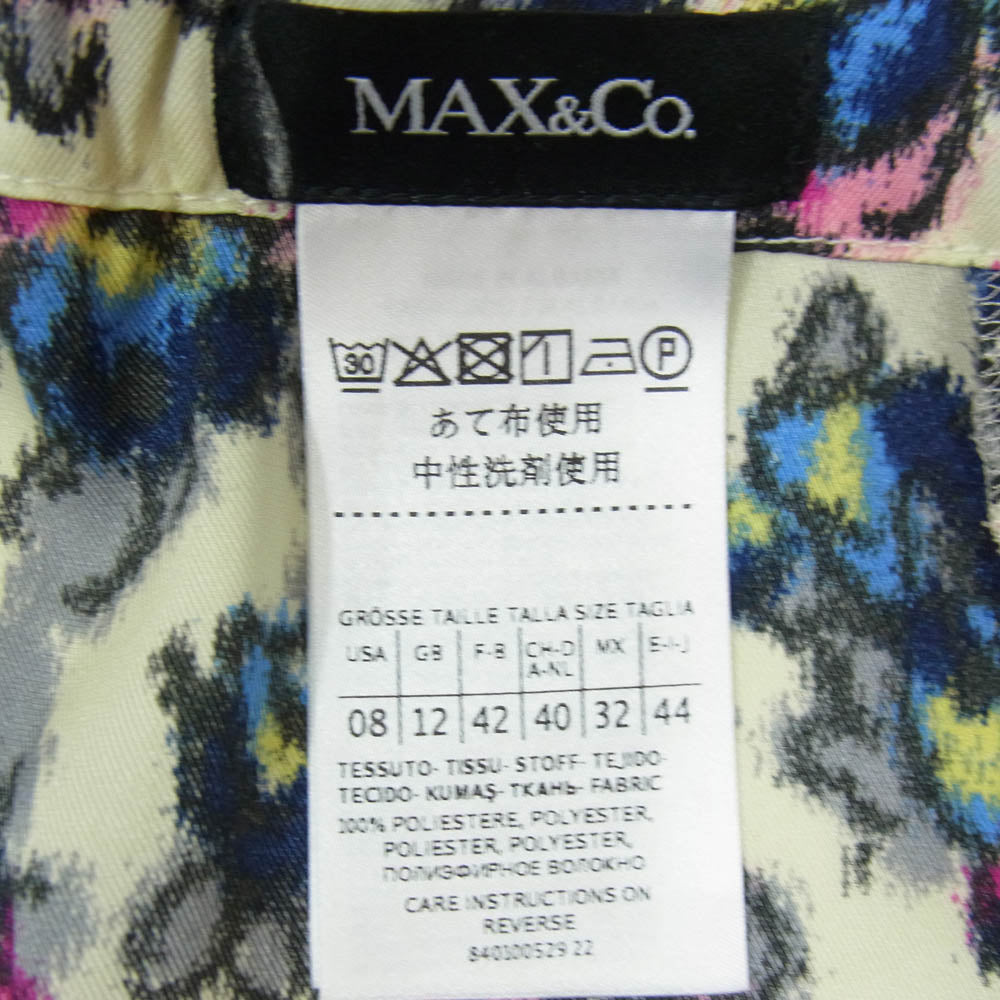 MAX&Co.
30 P
あて布使用
中性洗剤使用
GRÖSSE TAILLE TALLA SIZE TAGLIA
USA GB F-B CH-D A-NL MX E-I-J
08 12 42 40 32 44
TESSUTO- TISSU- STOFF- TEJIDO-
TECIDO- KUMAŞ- ТКАНЬ- FABRIC
100% POLIESTERE, POLYESTER,
POLIESTER, POLYESTER,
ПОЛИЭФИРНОЕ ВОЛОКНО
CARE INSTRUCTIONS ON
REVERSE
840100529 22